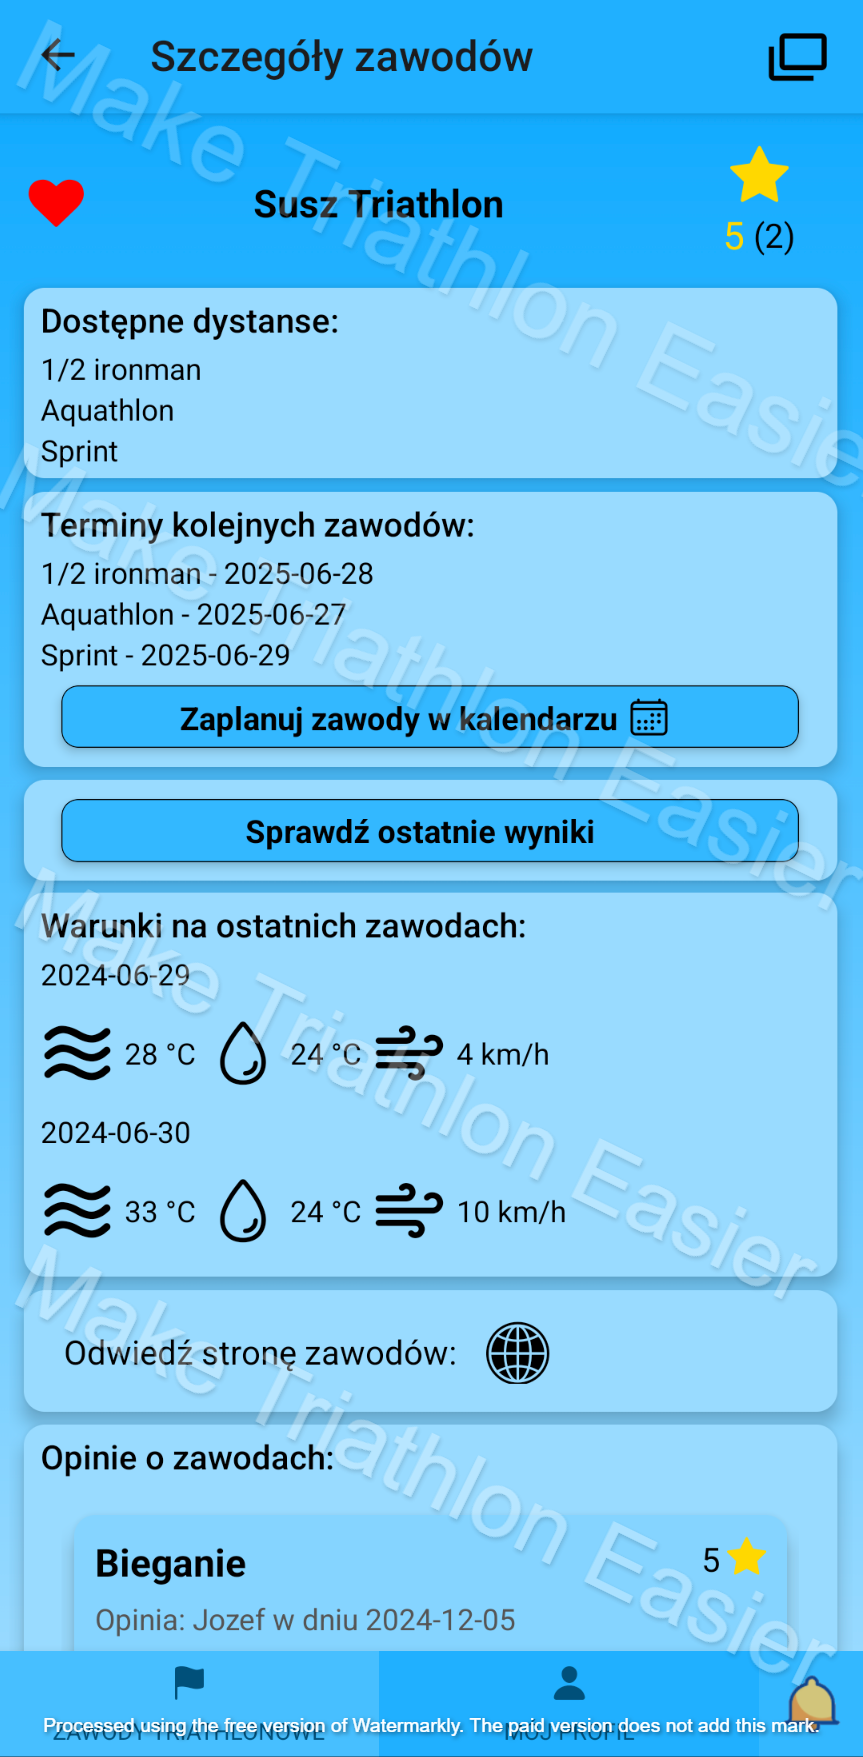 Szczegóły zawodów
Susz Triathlon
5 (2)
Dostępne dystanse:
1/2 ironman
Aquathlon
Sprint
Terminy kolejnych zawodów:
1/2 ironman - 2025-06-28
Aquathlon - 2025-06-27
Sprint - 2025-06-29
Zaplanuj zawody w kalendarzu
Sprawdź ostatnie wyniki
Warunki na ostatnich zawodach:
2024-06-29
28 °C 24 °C 4 km/h
2024-06-30
33 °C 24 °C 10 km/h
Odwiedź stronę zawodów:
Opinie o zawodach:
Bieganie 5
Opinia: Jozef w dniu 2024-12-05
ZAWODY TRIATHLONOWE MÓJ PROFIL
Processed using the free version of Watermarkly. The paid version does not add this mark.
Make Triathlon Easier
Make Triathlon Easier
Make Triathlon Easier
Make Triathlon Easier